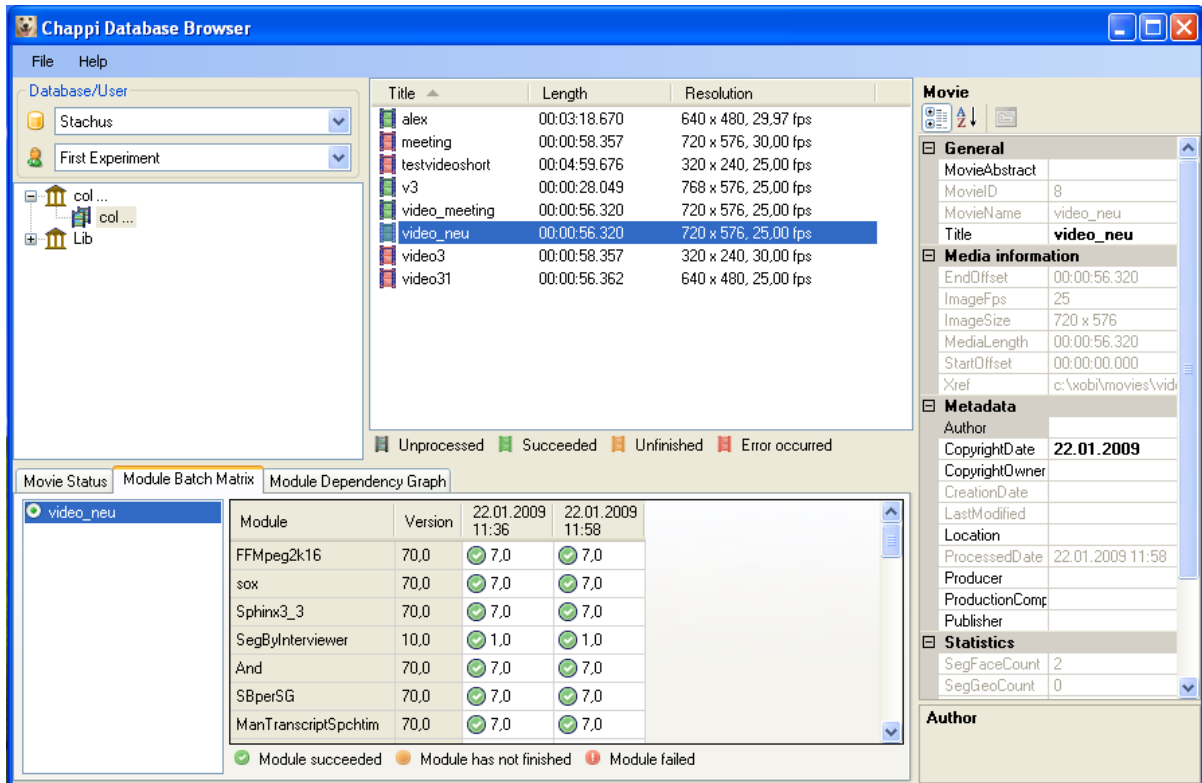 Chappi Database Browser
File Help
Database/User
Stachus
First Experiment
col ...
col ...
Lib
Title Length Resolution
alex 00:03:18.670 640 x 480, 29,97 fps
meeting 00:00:58.357 720 x 576, 30,00 fps
testvideoshort 00:04:59.676 320 x 240, 25,00 fps
v3 00:00:28.049 768 x 576, 25,00 fps
video_meeting 00:00:56.320 720 x 576, 25,00 fps
video_neu 00:00:56.320 720 x 576, 25,00 fps
video3 00:00:58.357 320 x 240, 30,00 fps
video31 00:00:56.362 640 x 480, 25,00 fps
Unprocessed Succeeded Unfinished Error occurred
Movie Status Module Batch Matrix Module Dependency Graph
video_neu
Module Version 22.01.2009 11:36 22.01.2009 11:58
FFMpeg2k16 70,0 7,0 7,0
sox 70,0 7,0 7,0
Sphinx3_3 70,0 7,0 7,0
SegByInterviewer 10,0 1,0 1,0
And 70,0 7,0 7,0
SBperSG 70,0 7,0 7,0
ManTranscriptSpchtim 70,0 7,0 7,0
Module succeeded Module has not finished Module failed
Movie
General
MovieAbstract
MovieID 8
MovieName video_neu
Title video_neu
Media information
EndOffset 00:00:56.320
ImageFps 25
ImageSize 720 x 576
MediaLength 00:00:56.320
StartOffset 00:00:00.000
Xref c:\xobi\movies\vid
Metadata
Author
CopyrightDate 22.01.2009
CopyrightOwner
CreationDate
LastModified
Location
ProcessedDate 22.01.2009 11:58
Producer
ProductionComp
Publisher
Statistics
SegFaceCount 2
SegGeoCount 0
Author